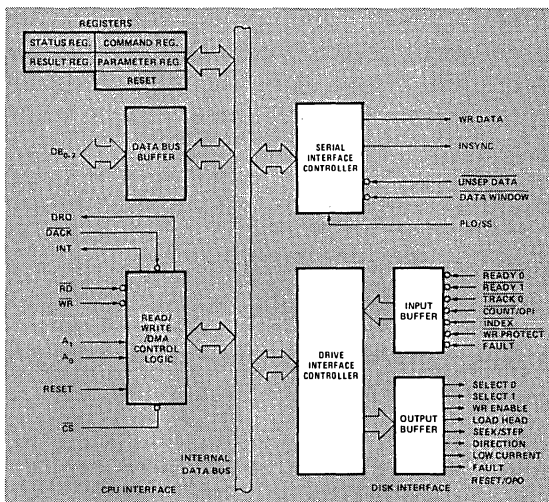 REGISTERS
STATUS REG. COMMAND REG.
RESULT REG. PARAMETER REG.
RESET
DB0-7
DATA BUS
BUFFER
SERIAL
INTERFACE
CONTROLLER
WR DATA
INSYNC
UNSEP DATA
DATA WINDOW
PLO/SS
DRQ
DACK
INT
RD
WR
A1
A0
RESET
CS
READ/
WRITE
/DMA
CONTROL
LOGIC
DRIVE
INTERFACE
CONTROLLER
INPUT
BUFFER
READY 0
READY 1
TRACK 0
COUNT/OPI
INDEX
WR PROTECT
FAULT
OUTPUT
BUFFER
SELECT 0
SELECT 1
WR ENABLE
LOAD HEAD
SEEK/STEP
DIRECTION
LOW CURRENT
FAULT
RESET/OPO
INTERNAL
DATA BUS
CPU INTERFACE
DISK INTERFACE